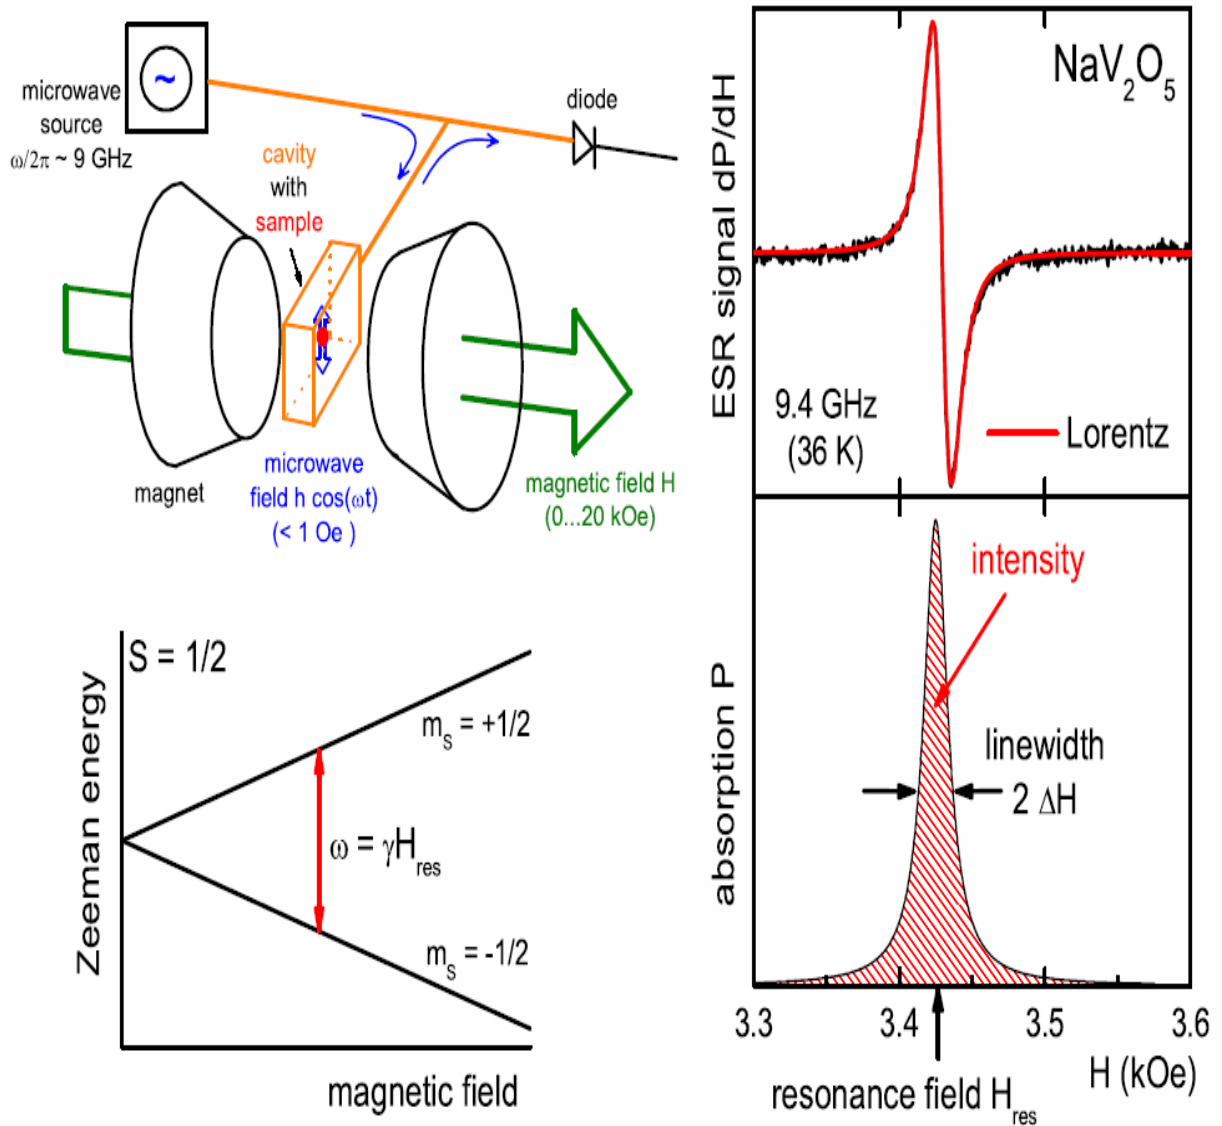 microwave
source
ω/2π ~ 9 GHz
~
diode
cavity
with
sample
magnet
microwave
field h cos(ωt)
(< 1 Oe )
magnetic field H
(0...20 kOe)
S = 1/2
Zeeman energy
mS = +1/2
ω = γHres
mS = -1/2
magnetic field
NaV2O5
ESR signal dP/dH
9.4 GHz
(36 K)
Lorentz
intensity
absorption P
linewidth
2 ΔH
3.3 3.4 3.5 3.6
H (kOe)
resonance field Hres